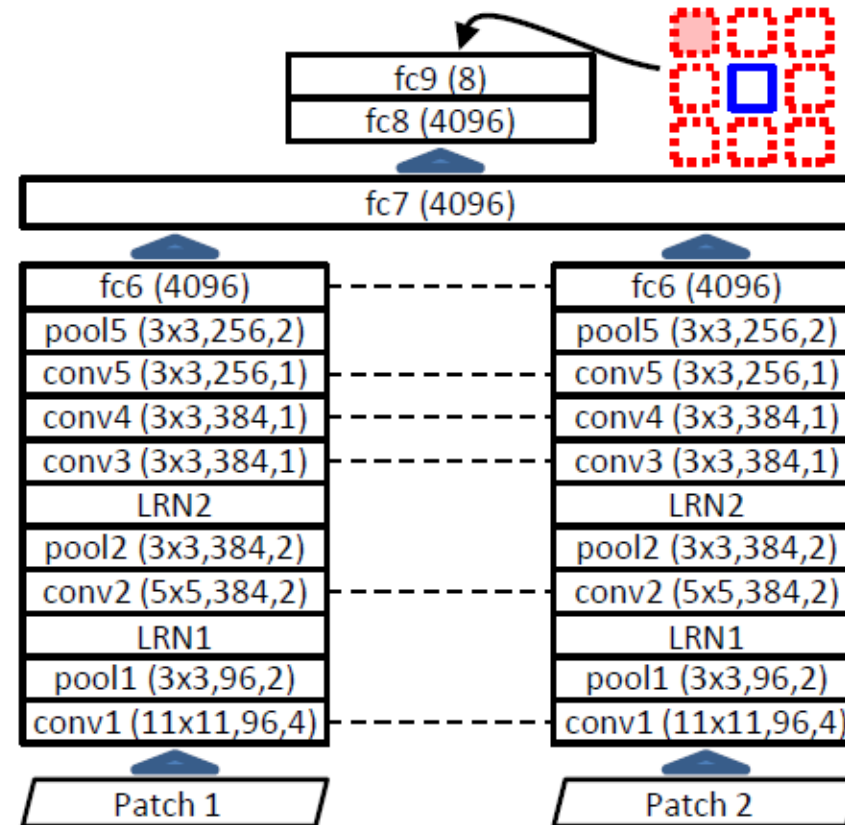 fc9 (8)
fc8 (4096)
fc7 (4096)
fc6 (4096)
pool5 (3x3,256,2)
conv5 (3x3,256,1)
conv4 (3x3,384,1)
conv3 (3x3,384,1)
LRN2
pool2 (3x3,384,2)
conv2 (5x5,384,2)
LRN1
pool1 (3x3,96,2)
conv1 (11x11,96,4)
Patch 1
fc6 (4096)
pool5 (3x3,256,2)
conv5 (3x3,256,1)
conv4 (3x3,384,1)
conv3 (3x3,384,1)
LRN2
pool2 (3x3,384,2)
conv2 (5x5,384,2)
LRN1
pool1 (3x3,96,2)
conv1 (11x11,96,4)
Patch 2